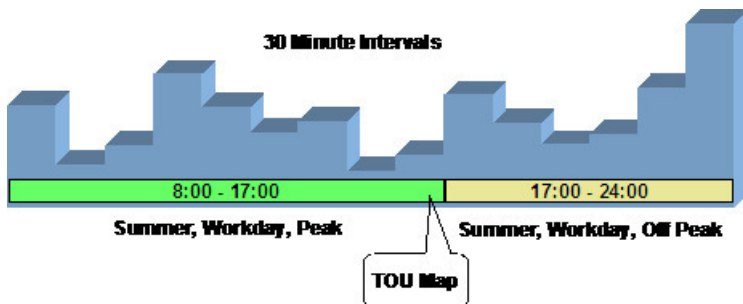 30 Minute Intervals
8:00 - 17:00
17:00 - 24:00
Summer, Workday, Peak
Summer, Workday, Off Peak
TOU Map